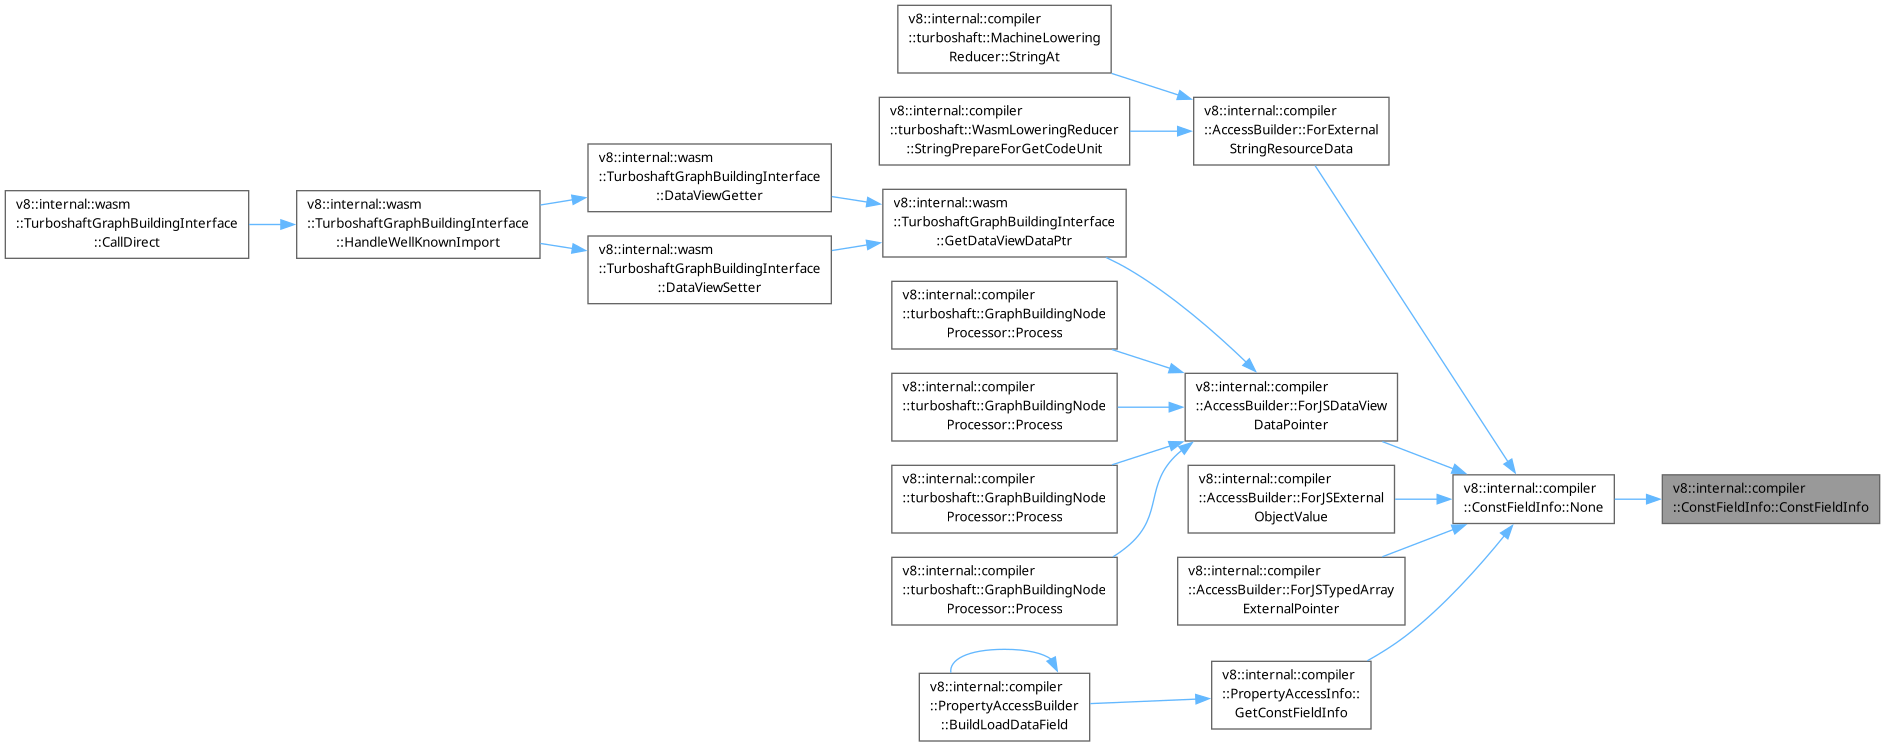 v8::internal::compiler
::turboshaft::MachineLowering
Reducer::StringAt
v8::internal::compiler
::turboshaft::WasmLoweringReducer
::StringPrepareForGetCodeUnit
v8::internal::compiler
::AccessBuilder::ForExternal
StringResourceData
v8::internal::wasm
::TurboshaftGraphBuildingInterface
::DataViewGetter
v8::internal::wasm
::TurboshaftGraphBuildingInterface
::CallDirect
v8::internal::wasm
::TurboshaftGraphBuildingInterface
::HandleWellKnownImport
v8::internal::wasm
::TurboshaftGraphBuildingInterface
::GetDataViewDataPtr
v8::internal::wasm
::TurboshaftGraphBuildingInterface
::DataViewSetter
v8::internal::compiler
::turboshaft::GraphBuildingNode
Processor::Process
v8::internal::compiler
::turboshaft::GraphBuildingNode
Processor::Process
v8::internal::compiler
::AccessBuilder::ForJSDataView
DataPointer
v8::internal::compiler
::turboshaft::GraphBuildingNode
Processor::Process
v8::internal::compiler
::AccessBuilder::ForJSExternal
ObjectValue
v8::internal::compiler
::ConstFieldInfo::None
v8::internal::compiler
::ConstFieldInfo::ConstFieldInfo
v8::internal::compiler
::turboshaft::GraphBuildingNode
Processor::Process
v8::internal::compiler
::AccessBuilder::ForJSTypedArray
ExternalPointer
v8::internal::compiler
::PropertyAccessBuilder
::BuildLoadDataField
v8::internal::compiler
::PropertyAccessInfo::
GetConstFieldInfo